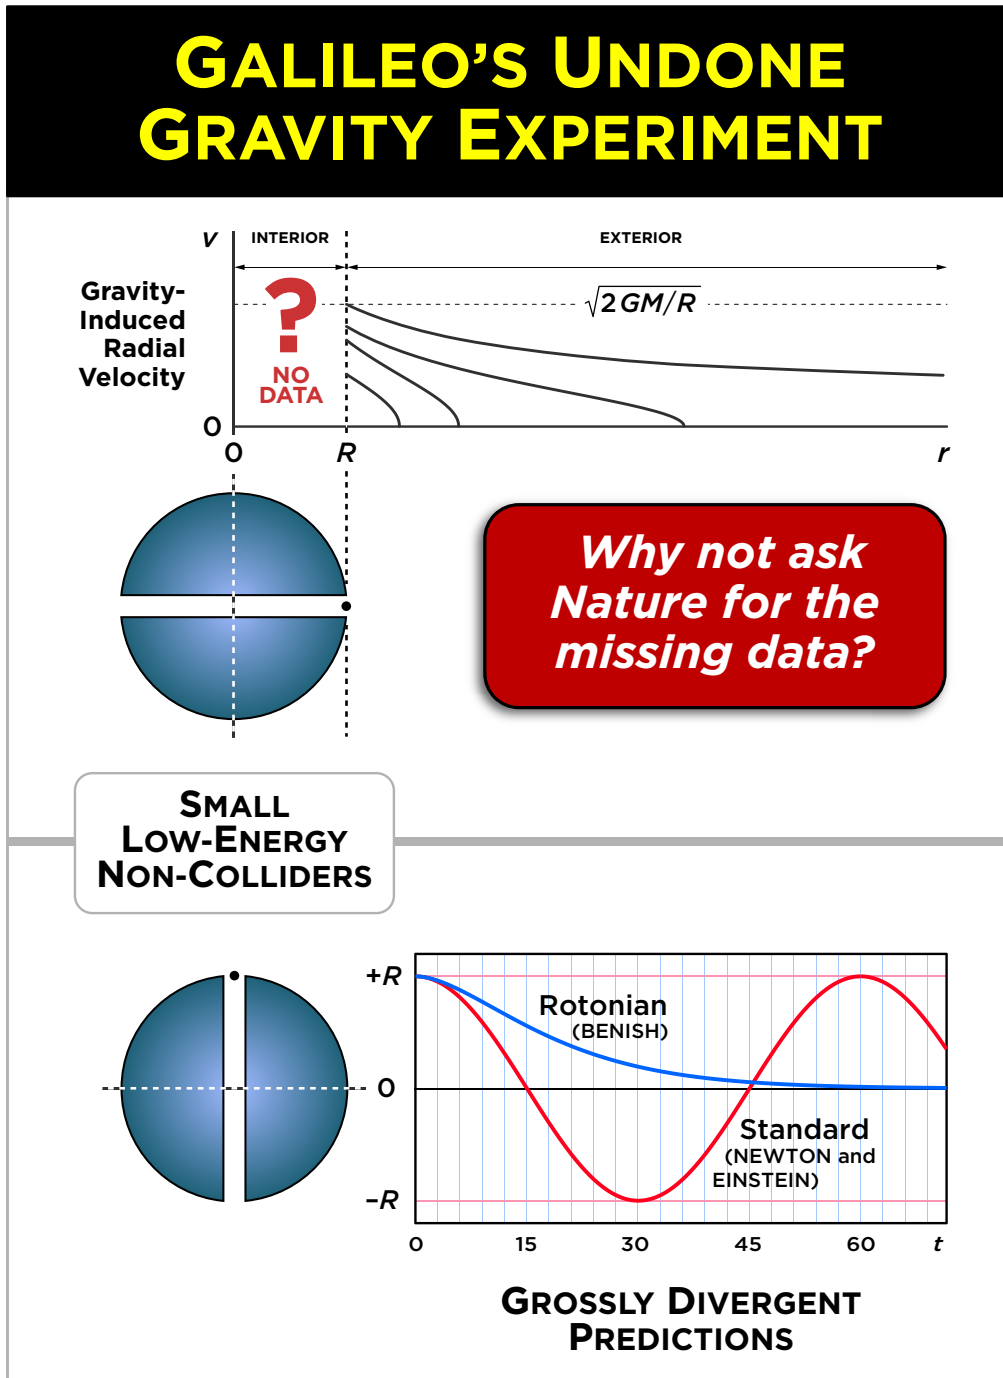 GALILEO'S UNDONE
GRAVITY EXPERIMENT
V
INTERIOR
EXTERIOR
?
NO
DATA
√2GM/R
Gravity-
Induced
Radial
Velocity
0
0
R
r
Why not ask
Nature for the
missing data?
SMALL
LOW-ENERGY
NON-COLLIDERS
+R
0
–R
Rotonian
(BENISH)
Standard
(NEWTON and
EINSTEIN)
0 15 30 45 60 t
GROSSLY DIVERGENT
PREDICTIONS